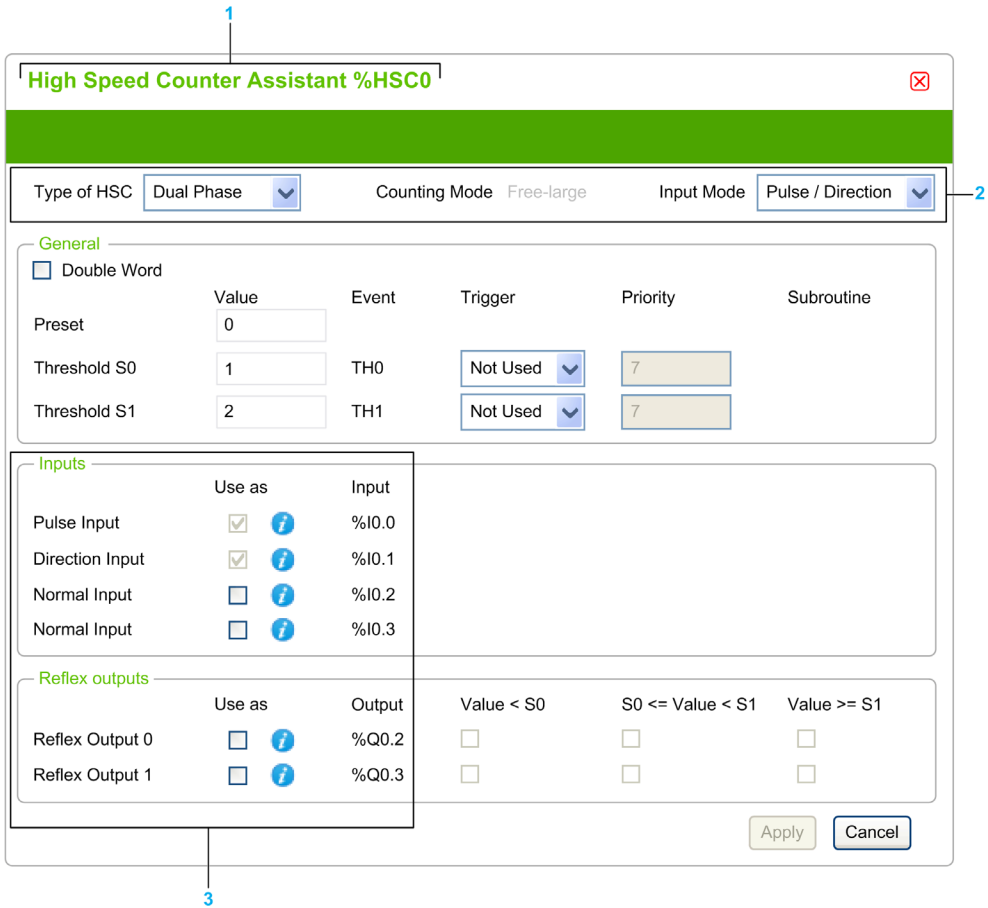 1
High Speed Counter Assistant %HSC0
Type of HSC Dual Phase Counting Mode Free-large Input Mode Pulse / Direction 2
General
Double Word
Value Event Trigger Priority Subroutine
Preset 0
Threshold S0 1 TH0 Not Used 7
Threshold S1 2 TH1 Not Used 7
Inputs
Use as Input
Pulse Input i %I0.0
Direction Input i %I0.1
Normal Input i %I0.2
Normal Input i %I0.3
Reflex outputs
Use as Output Value < S0 S0 <= Value < S1 Value >= S1
Reflex Output 0 i %Q0.2
Reflex Output 1 i %Q0.3
Apply Cancel
3